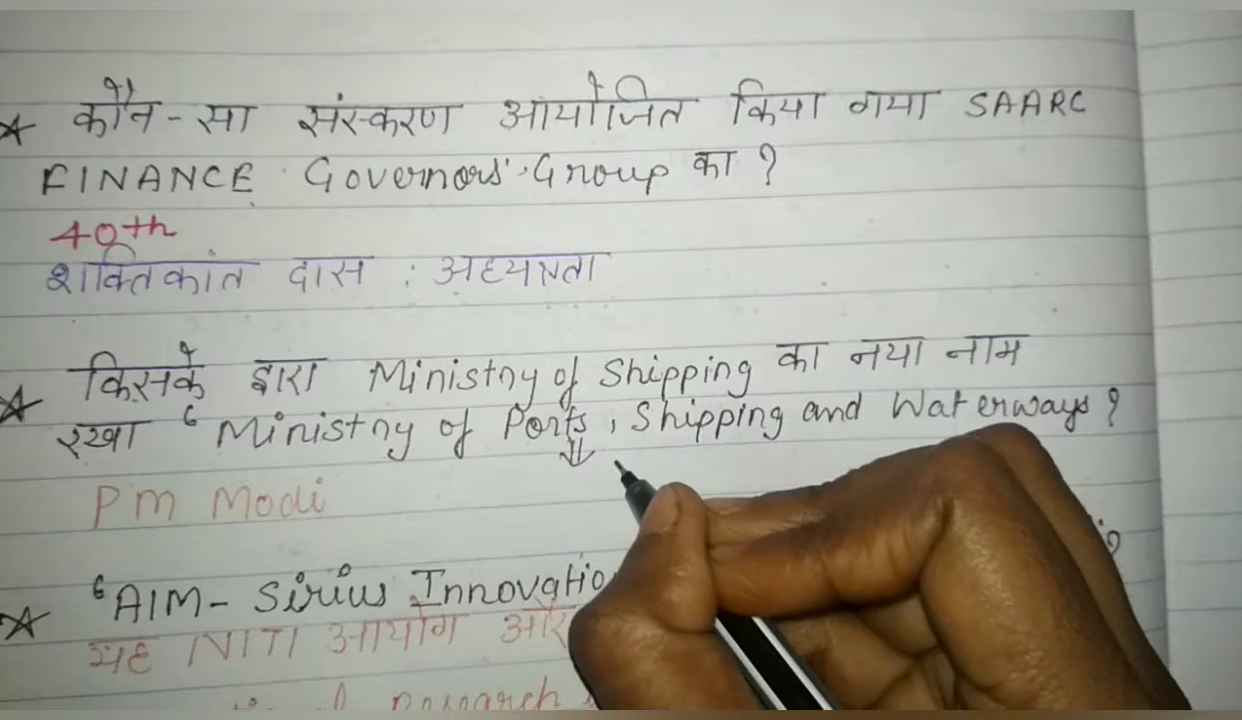 ★ कौन-सा संस्करण आयोजित किया गया SAARC
FINANCE Governors' Group का ?
40th
शक्तिकांत दास : अध्यक्षता
★ किसके द्वारा Ministry of Shipping का नया नाम
रखा ' Ministry of Ports, Shipping and Waterways ?
PM Modi
★ 'AIM- Sirius Innovatio
यह NITI आयोग और
research